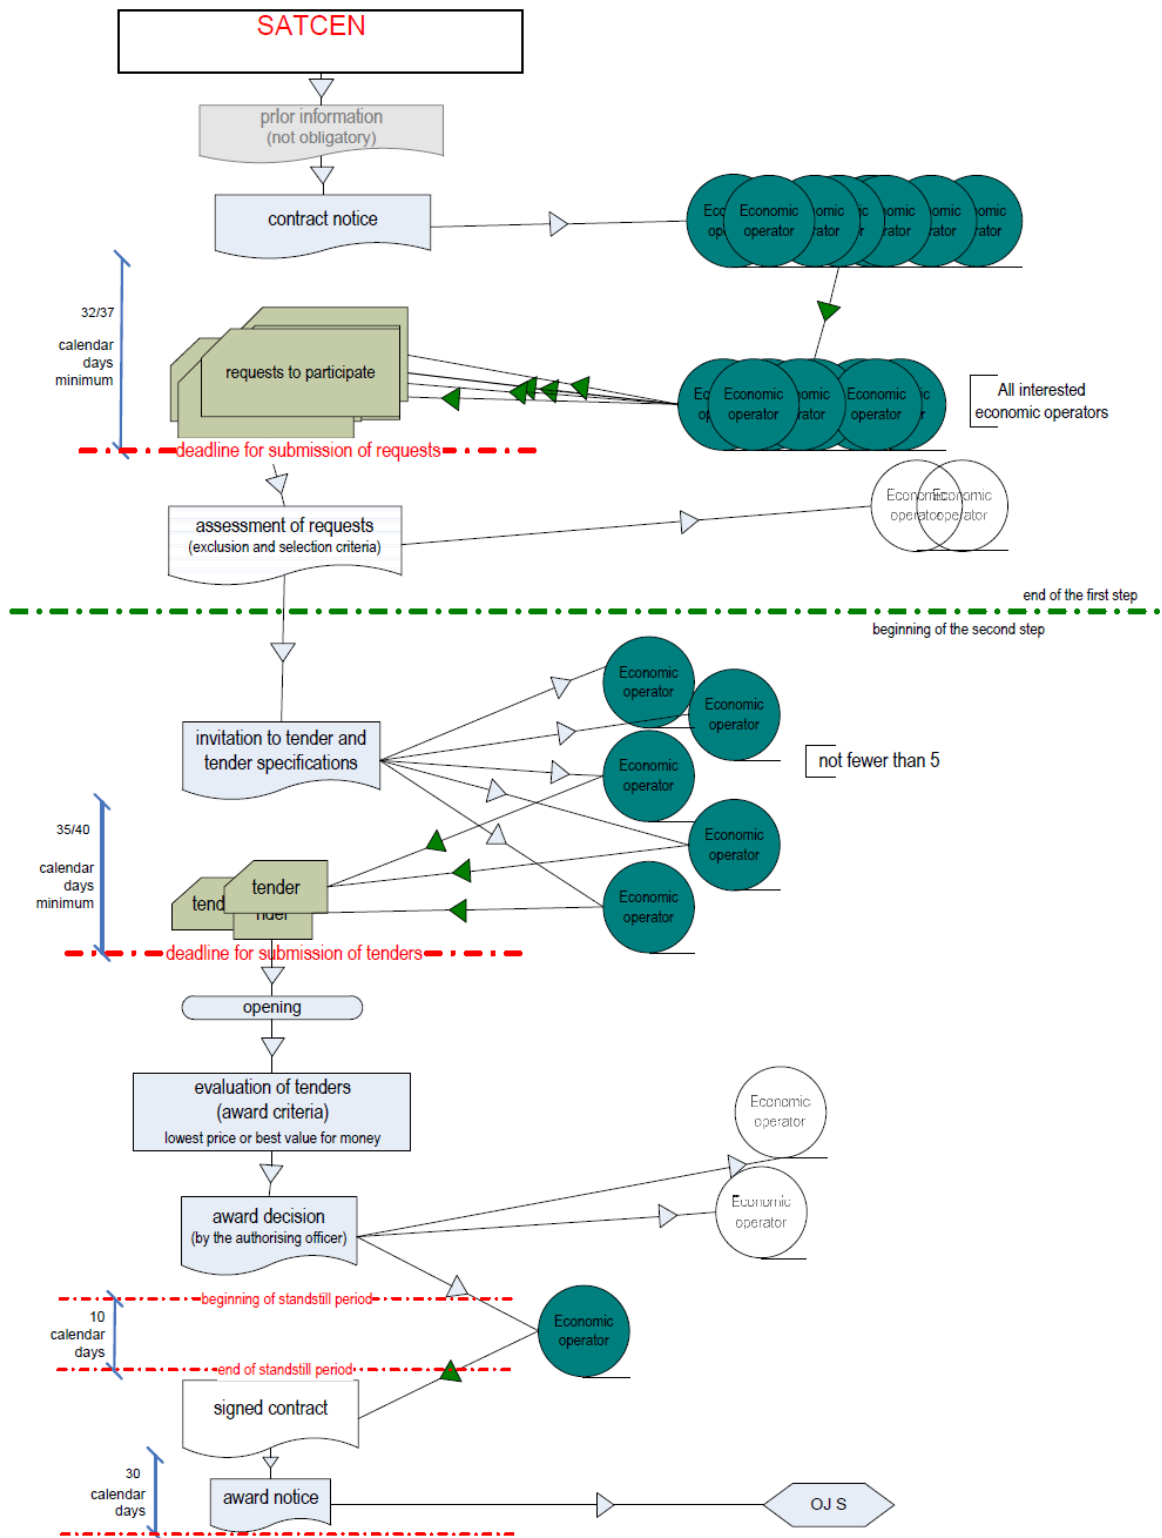 SATCEN
prior information
(not obligatory)
contract notice
Economic
operator
32/37
calendar
days
minimum
requests to participate
Economic
operator
Economic
operator
All interested
economic operators
deadline for submission of requests
Economic
operator
Economic
operator
assessment of requests
(exclusion and selection criteria)
end of the first step
beginning of the second step
Economic
operator
Economic
operator
invitation to tender and
tender specifications
not fewer than 5
Economic
operator
35/40
calendar
days
minimum
Economic
operator
tender
Economic
operator
deadline for submission of tenders
opening
evaluation of tenders
(award criteria)
lowest price or best value for money
Economic
operator
award decision
(by the authorising officer)
Economic
operator
beginning of standstill period
10
calendar
days
Economic
operator
end of standstill period
signed contract
30
calendar
days
award notice
OJ S